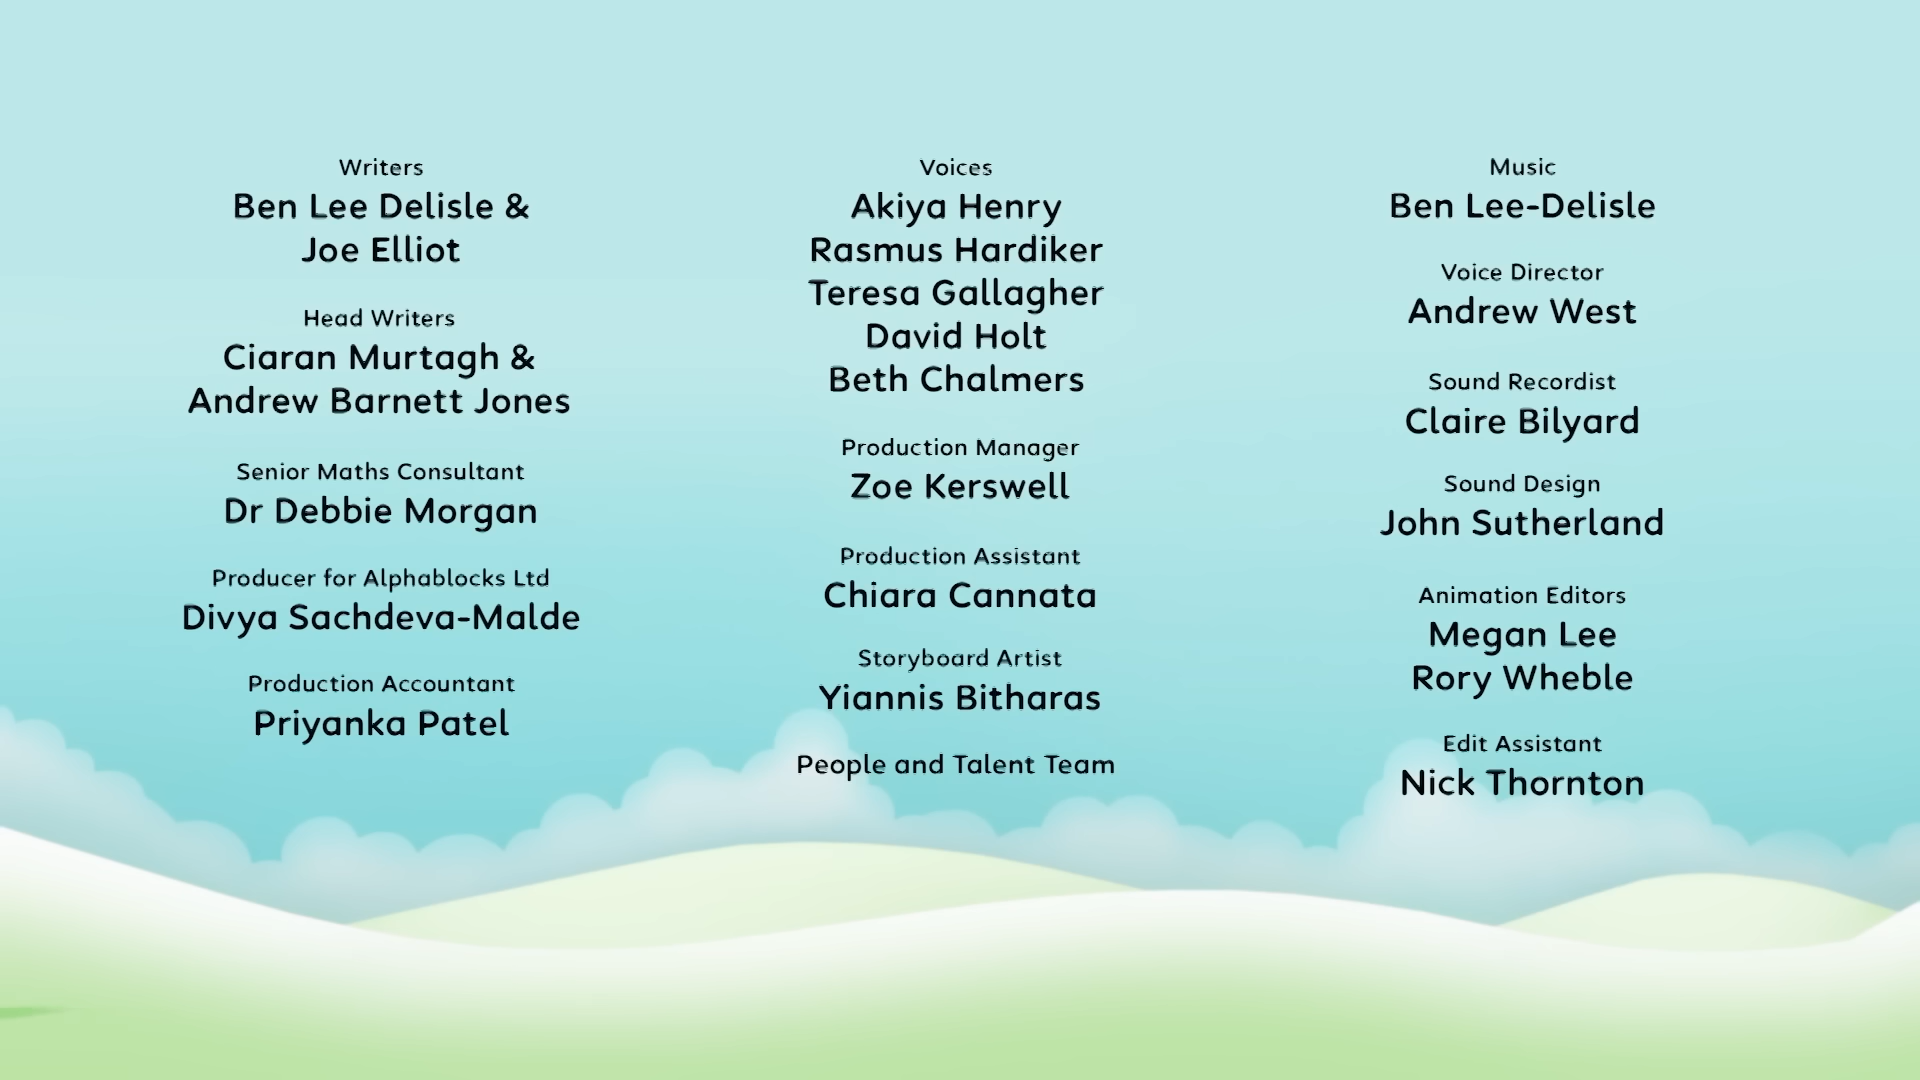 Writers
Ben Lee Delisle &
Joe Elliot
Head Writers
Ciaran Murtagh &
Andrew Barnett Jones
Senior Maths Consultant
Dr Debbie Morgan
Producer for Alphablocks Ltd
Divya Sachdeva-Malde
Production Accountant
Priyanka Patel
Voices
Akiya Henry
Rasmus Hardiker
Teresa Gallagher
David Holt
Beth Chalmers
Production Manager
Zoe Kerswell
Production Assistant
Chiara Cannata
Storyboard Artist
Yiannis Bitharas
People and Talent Team
Music
Ben Lee-Delisle
Voice Director
Andrew West
Sound Recordist
Claire Bilyard
Sound Design
John Sutherland
Animation Editors
Megan Lee
Rory Wheble
Edit Assistant
Nick Thornton